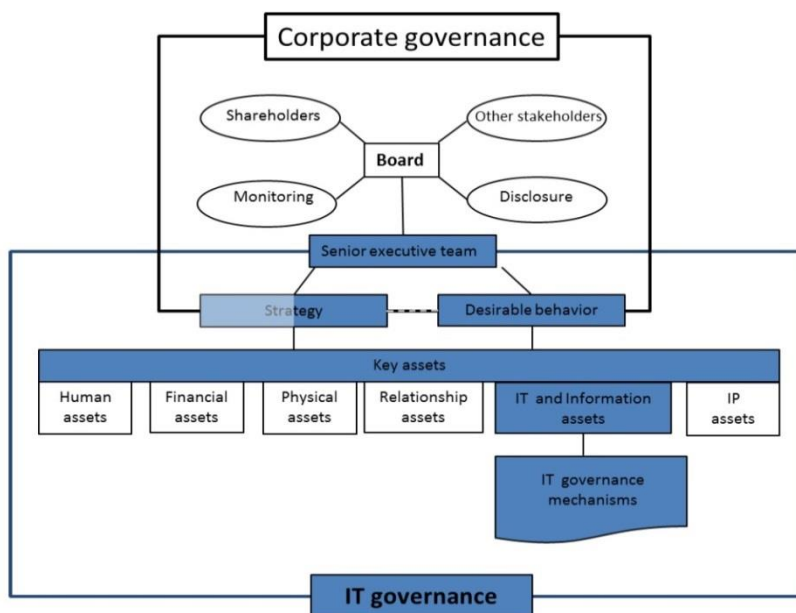 Corporate governance
Shareholders
Other stakeholders
Board
Monitoring
Disclosure
Senior executive team
Strategy
Desirable behavior
Key assets
Human
assets
Financial
assets
Physical
assets
Relationship
assets
IT and Information
assets
IP
assets
IT governance
mechanisms
IT governance